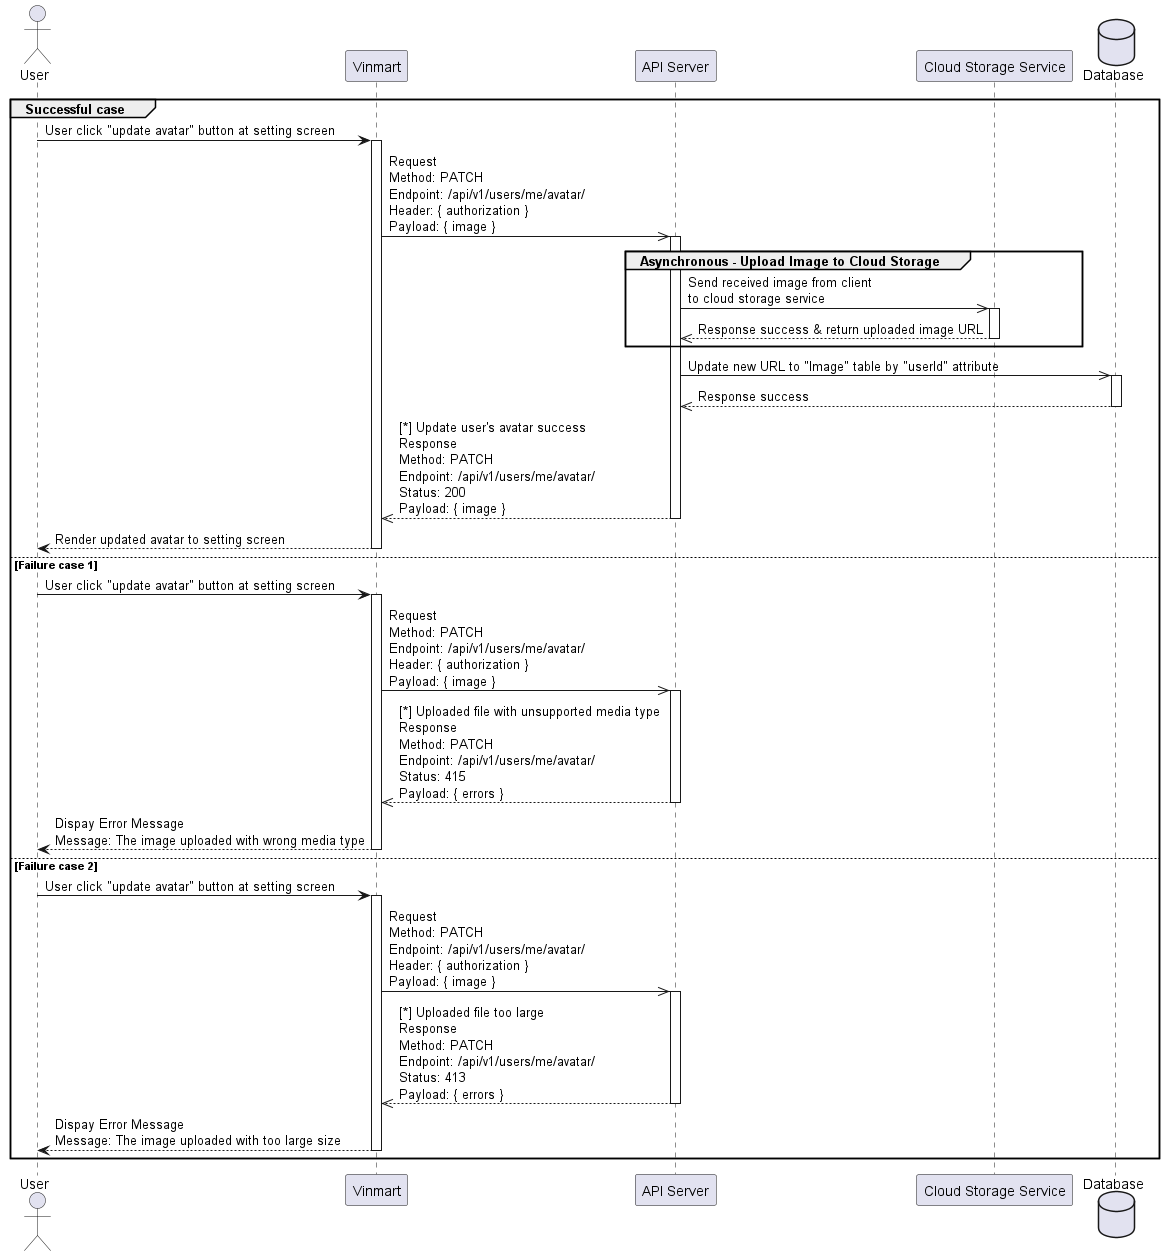 User
Vinmart
API Server
Cloud Storage Service
Database
Successful case
User click "update avatar" button at setting screen
Request
Method: PATCH
Endpoint: /api/v1/users/me/avatar/
Header: { authorization }
Payload: { image }
Asynchronous - Upload Image to Cloud Storage
Send received image from client
to cloud storage service
Response success & return uploaded image URL
Update new URL to "Image" table by "userId" attribute
Response success
[*] Update user's avatar success
Response
Method: PATCH
Endpoint: /api/v1/users/me/avatar/
Status: 200
Payload: { image }
Render updated avatar to setting screen
[Failure case 1]
User click "update avatar" button at setting screen
Request
Method: PATCH
Endpoint: /api/v1/users/me/avatar/
Header: { authorization }
Payload: { image }
[*] Uploaded file with unsupported media type
Response
Method: PATCH
Endpoint: /api/v1/users/me/avatar/
Status: 415
Payload: { errors }
Dispay Error Message
Message: The image uploaded with wrong media type
[Failure case 2]
User click "update avatar" button at setting screen
Request
Method: PATCH
Endpoint: /api/v1/users/me/avatar/
Header: { authorization }
Payload: { image }
[*] Uploaded file too large
Response
Method: PATCH
Endpoint: /api/v1/users/me/avatar/
Status: 413
Payload: { errors }
Dispay Error Message
Message: The image uploaded with too large size
User
Vinmart
API Server
Cloud Storage Service
Database